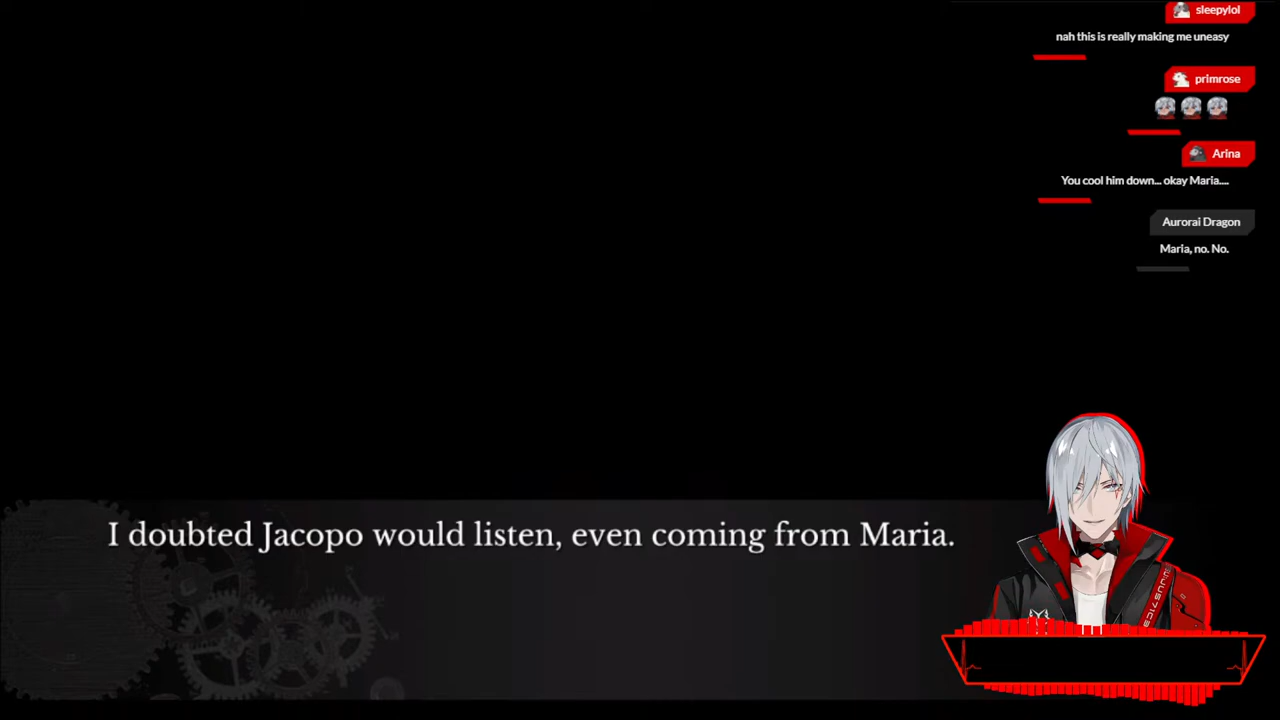 sleepylol
nah this is really making me uneasy
primrose
Arina
You cool him down... okay Maria....
Aurorai Dragon
Maria, no. No.
I doubted Jacopo would listen, even coming from Maria.